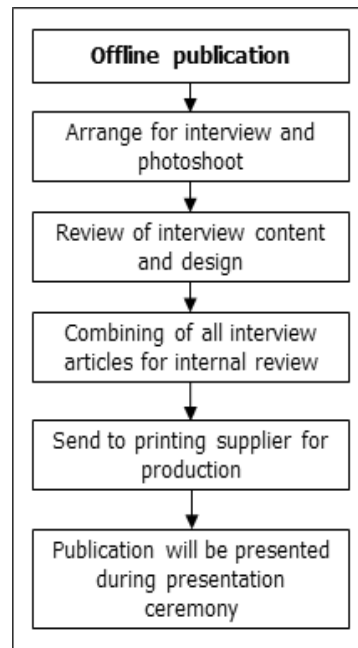 Offline publication
Arrange for interview and
photoshoot
Review of interview content
and design
Combining of all interview
articles for internal review
Send to printing supplier for
production
Publication will be presented
during presentation
ceremony